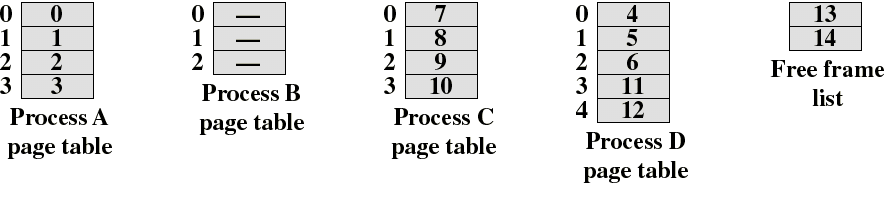 0 0
1 1
2 2
3 3
Process A
page table
0 —
1 —
2 —
Process B
page table
0 7
1 8
2 9
3 10
Process C
page table
0 4
1 5
2 6
3 11
4 12
Process D
page table
13
14
Free frame
list